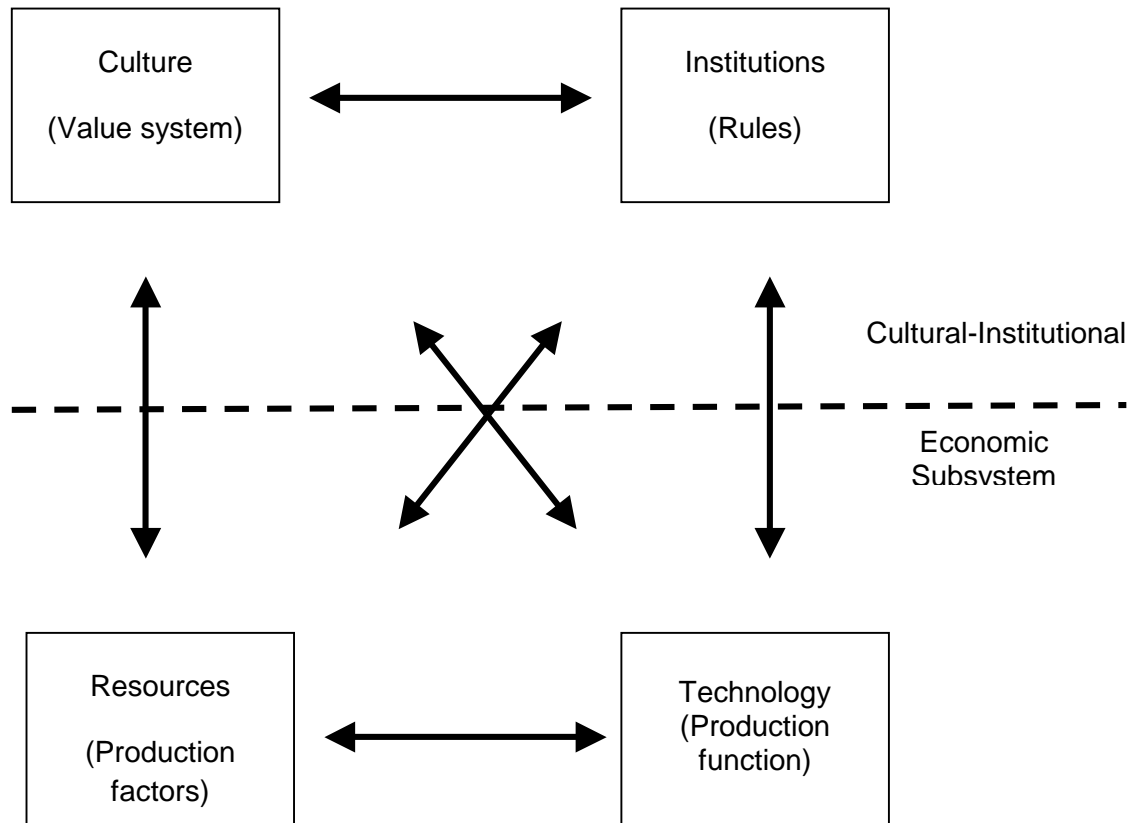 Culture
(Value system)
Institutions
(Rules)
Cultural-Institutional
Economic
Subsystem
Resources
(Production
factors)
Technology
(Production
function)